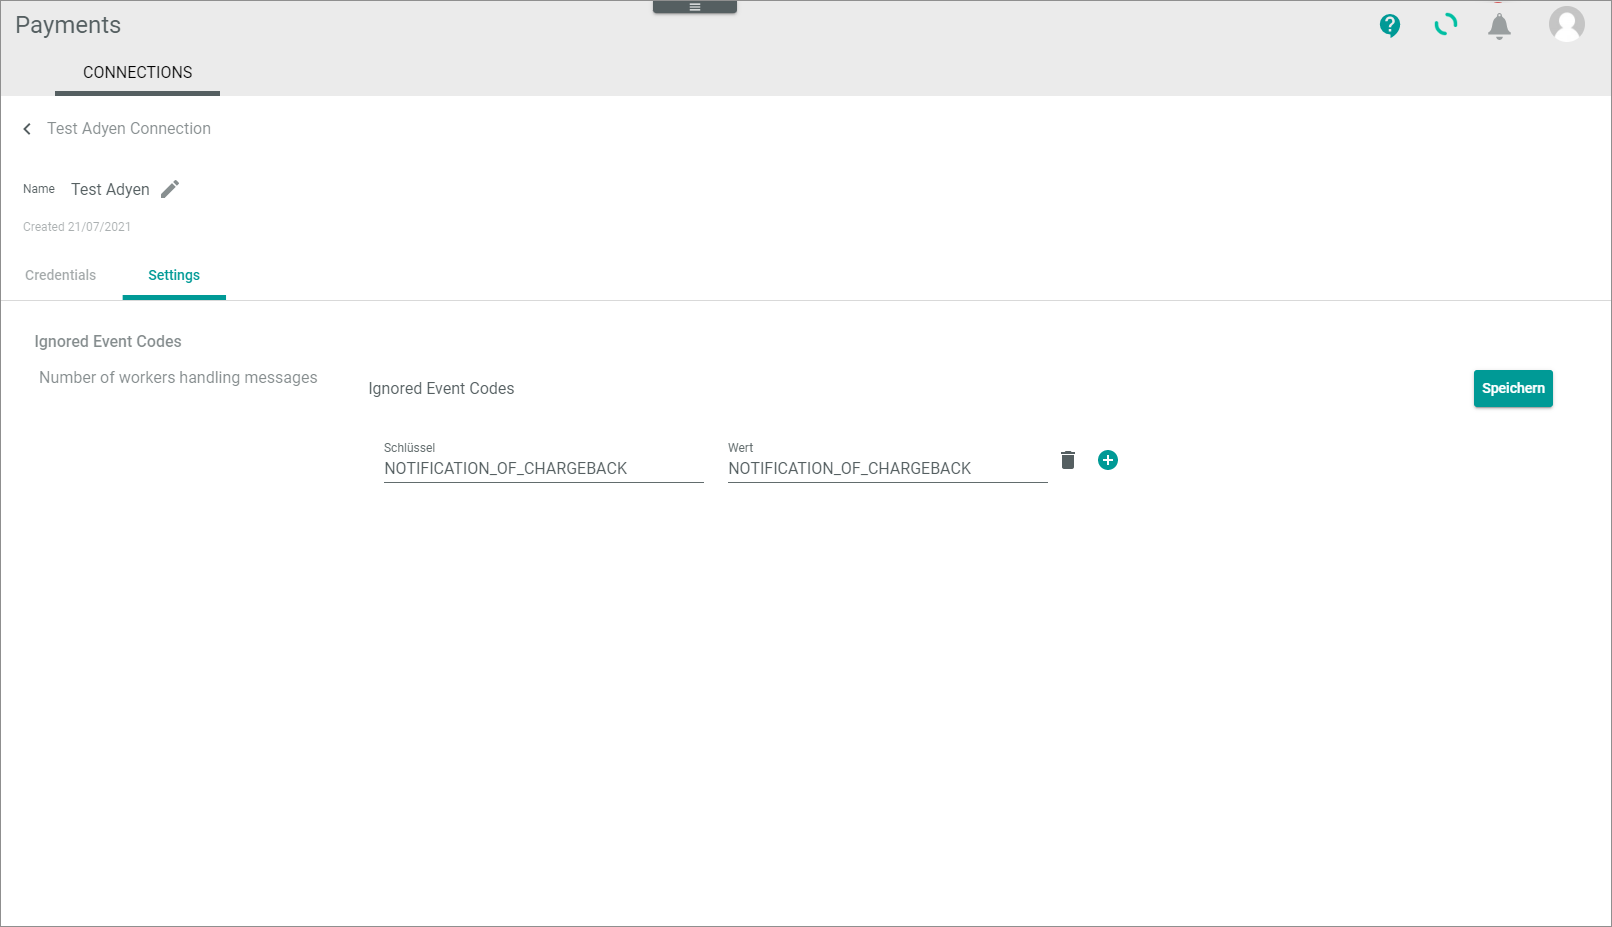 Payments
CONNECTIONS
Test Adyen Connection
Name Test Adyen
Created 21/07/2021
Credentials Settings
Ignored Event Codes
Number of workers handling messages
Ignored Event Codes
Speichern
Schlüssel Wert
NOTIFICATION_OF_CHARGEBACK NOTIFICATION_OF_CHARGEBACK